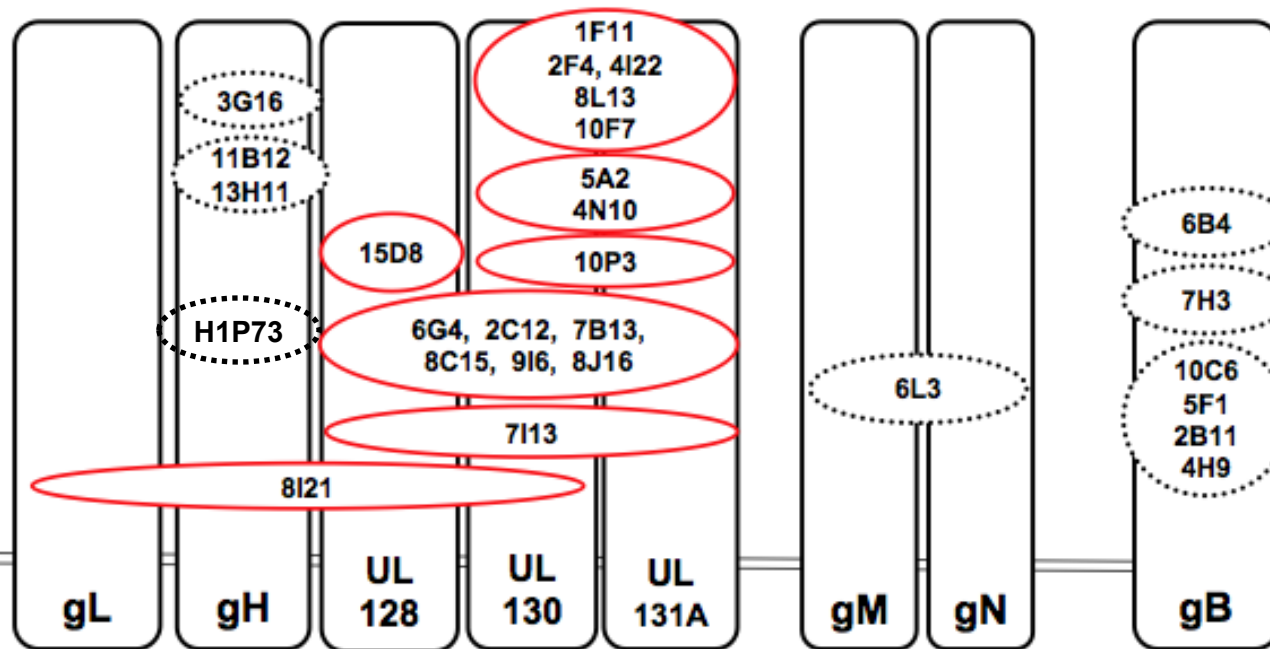 1F11
2F4, 4I22
8L13
10F7
3G16
11B12
13H11
5A2
4N10
15D8
10P3
H1P73
6G4, 2C12, 7B13,
8C15, 9I6, 8J16
7I13
8I21
6L3
6B4
7H3
10C6
5F1
2B11
4H9
gL
gH
UL
128
UL
130
UL
131A
gM
gN
gB